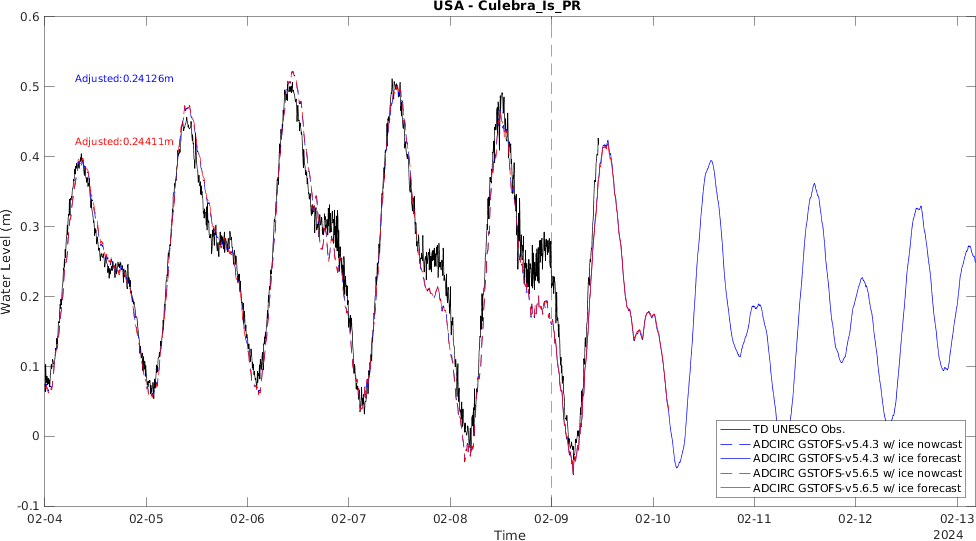 USA - Culebra_Is_PR
0.6
0.5
0.4
0.3
0.2
0.1
0
-0.1
Water Level (m)
Adjusted:0.24126m
Adjusted:0.24411m
TD UNESCO Obs.
ADCIRC GSTOFS-v5.4.3 w/ ice nowcast
ADCIRC GSTOFS-v5.4.3 w/ ice forecast
ADCIRC GSTOFS-v5.6.5 w/ ice nowcast
ADCIRC GSTOFS-v5.6.5 w/ ice forecast
02-04 02-05 02-06 02-07 02-08 02-09 02-10 02-11 02-12 02-13
Time
2024